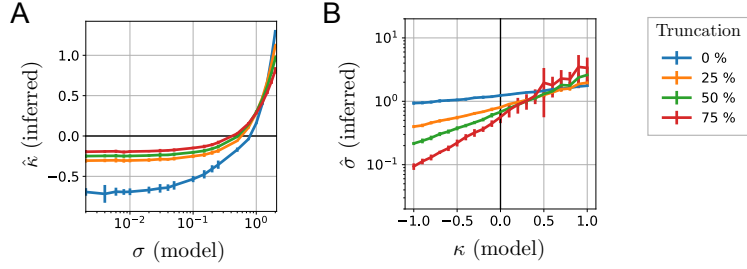 A
1.0
0.5
0.0
−0.5
κ̂ (inferred)
10⁻² 10⁻¹ 10⁰
σ (model)
B
10¹
10⁰
10⁻¹
σ̂ (inferred)
−1.0 −0.5 0.0 0.5 1.0
κ (model)
Truncation
0 %
25 %
50 %
75 %